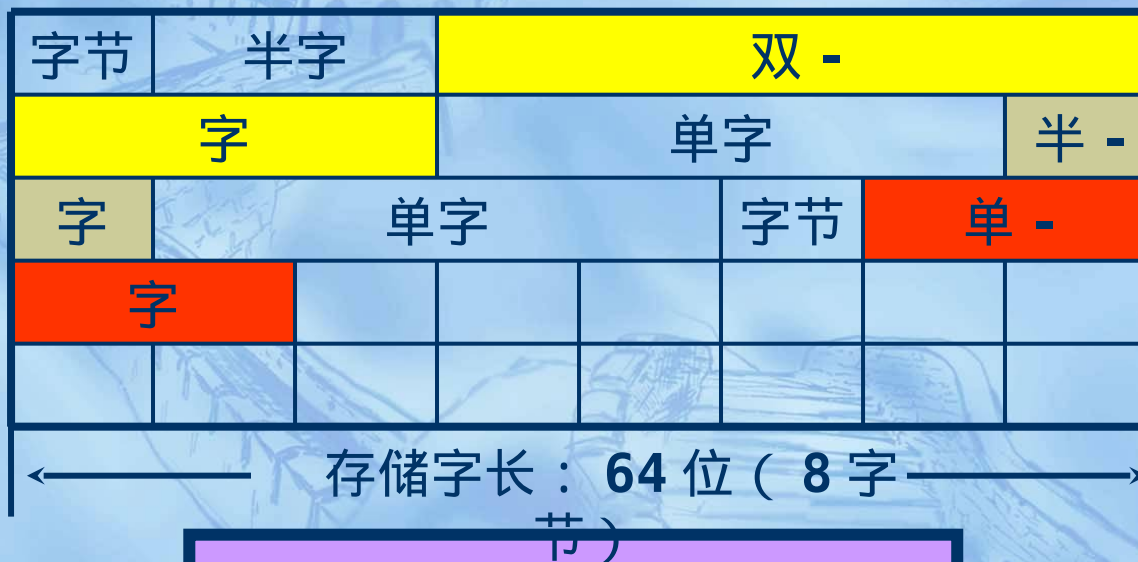 字节 半字 双 -
字 单字 半 -
字 单字 字节 单 -
字
存储字长： 64 位（ 8 字
节）